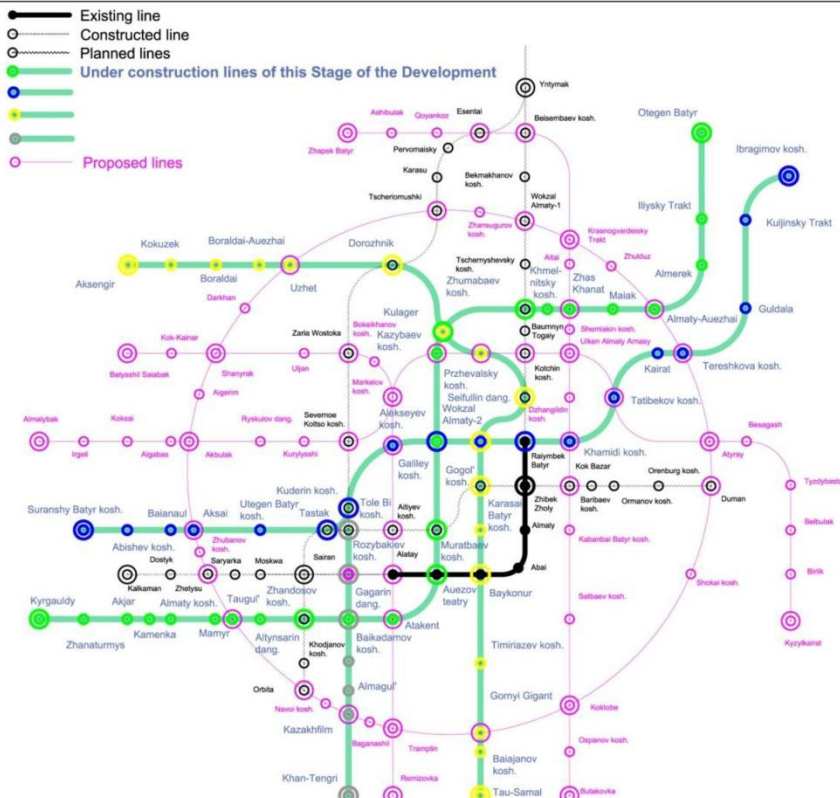 Existing line
Constructed line
Planned lines
Under construction lines of this Stage of the Development
Proposed lines
Yntymak
Ashibulak
Qoyankoz
Esentai
Beisembaev kosh.
Otegen Batyr
Zhapek Batyr
Pervomaisky
Ibragimov kosh.
Karasu
Bekmakhanov
kosh.
Tscheriomushki
Zhansugurov
kosh.
Wokzal
Almaty-1
Iliysky Trakt
Kuljinsky Trakt
Krasnogvardeisky
Trakt
Kokuzek
Boraldai-Auezhai
Dorozhnik
Tschernyshevsky
kosh.
Altai
Zhulduz
Aksengir
Boraldai
Uzhet
Zhumabaev
kosh.
Khmel-
nitsky
kosh.
Zhas
Khanat
Maiak
Almerek
Darkhan
Kulager
Almaty-Auezhai
Guldala
Kok-Kainar
Zaria Wostoka
Bokeikhanov
kosh.
Kazybaev
kosh.
Baumnyn
Togaiy
Shemiakin kosh.
Ulken Almaty Amasy
Batysshil Saiabak
Shanyrak
Uljan
Markelov
kosh.
Przhevalsky
kosh.
Kotchin
kosh.
Kairat
Tereshkova kosh.
Aigerim
Seifullin dang.
Almalybak
Koksai
Ryskulov dang.
Severnoe
Koltso kosh.
Alekseyev
kosh.
Wokzal
Almaty-2
Dzhangildin
kosh.
Tatibekov kosh.
Besagash
Irgeli
Algabas
Akbulak
Kurylysshi
Galiley
kosh.
Gogol'
kosh.
Raiymbek
Batyr
Khamidi kosh.
Atyray
Kok Bazar
Orenburg kosh.
Kuderin kosh.
Suranshy Batyr kosh.
Baianaul
Aksai
Utegen Batyr
kosh.
Tastak
Tole Bi
kosh.
Aitiyev
kosh.
Karasai
Batyr
kosh.
Zhibek
Zholy
Baribaev
kosh.
Ormanov kosh.
Duman
Tyzdybasta
Abishev kosh.
Zhubanov
kosh.
Rozybakiev
kosh.
Muratbaev
kosh.
Almaly
Kabanbai Batyr kosh.
Belbulak
Dostyk
Saryarka
Moskwa
Sairan
Alatay
Abai
Kalkaman
Zhetysu
Zhandosov
kosh.
Gagarin
dang.
Auezov
teatry
Baykonur
Shokai kosh.
Birlik
Kyrgauldy
Akjar
Almaty kosh.
Taugul'
Satbaev kosh.
Zhanaturmys
Kamenka
Mamyr
Altynsarin
dang.
Khodjanov
kosh.
Baikadamov
kosh.
Atakent
Timiriazev kosh.
Kyzylkairat
Orbita
Almagul'
Gornyi Gigant
Navoi kosh.
Koktobe
Kazakhfilm
Baganashil
Tramplin
Baiajanov
kosh.
Ospanov kosh.
Khan-Tengri
Remizovka
Tau-Samal
Butakovka